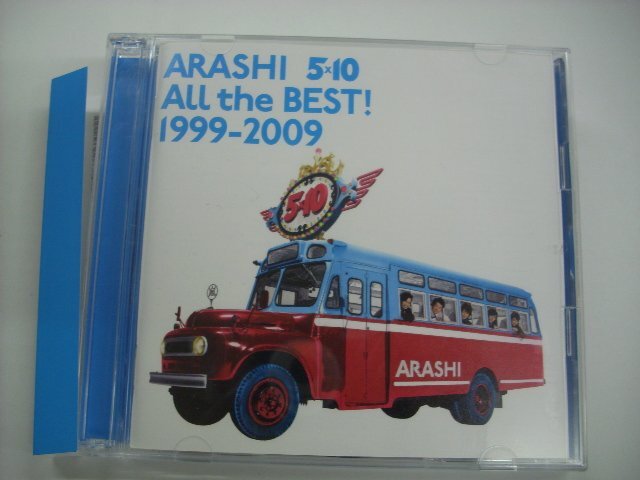 ARASHI 5×10
All the BEST!
1999-2009
5×10
ARASHI